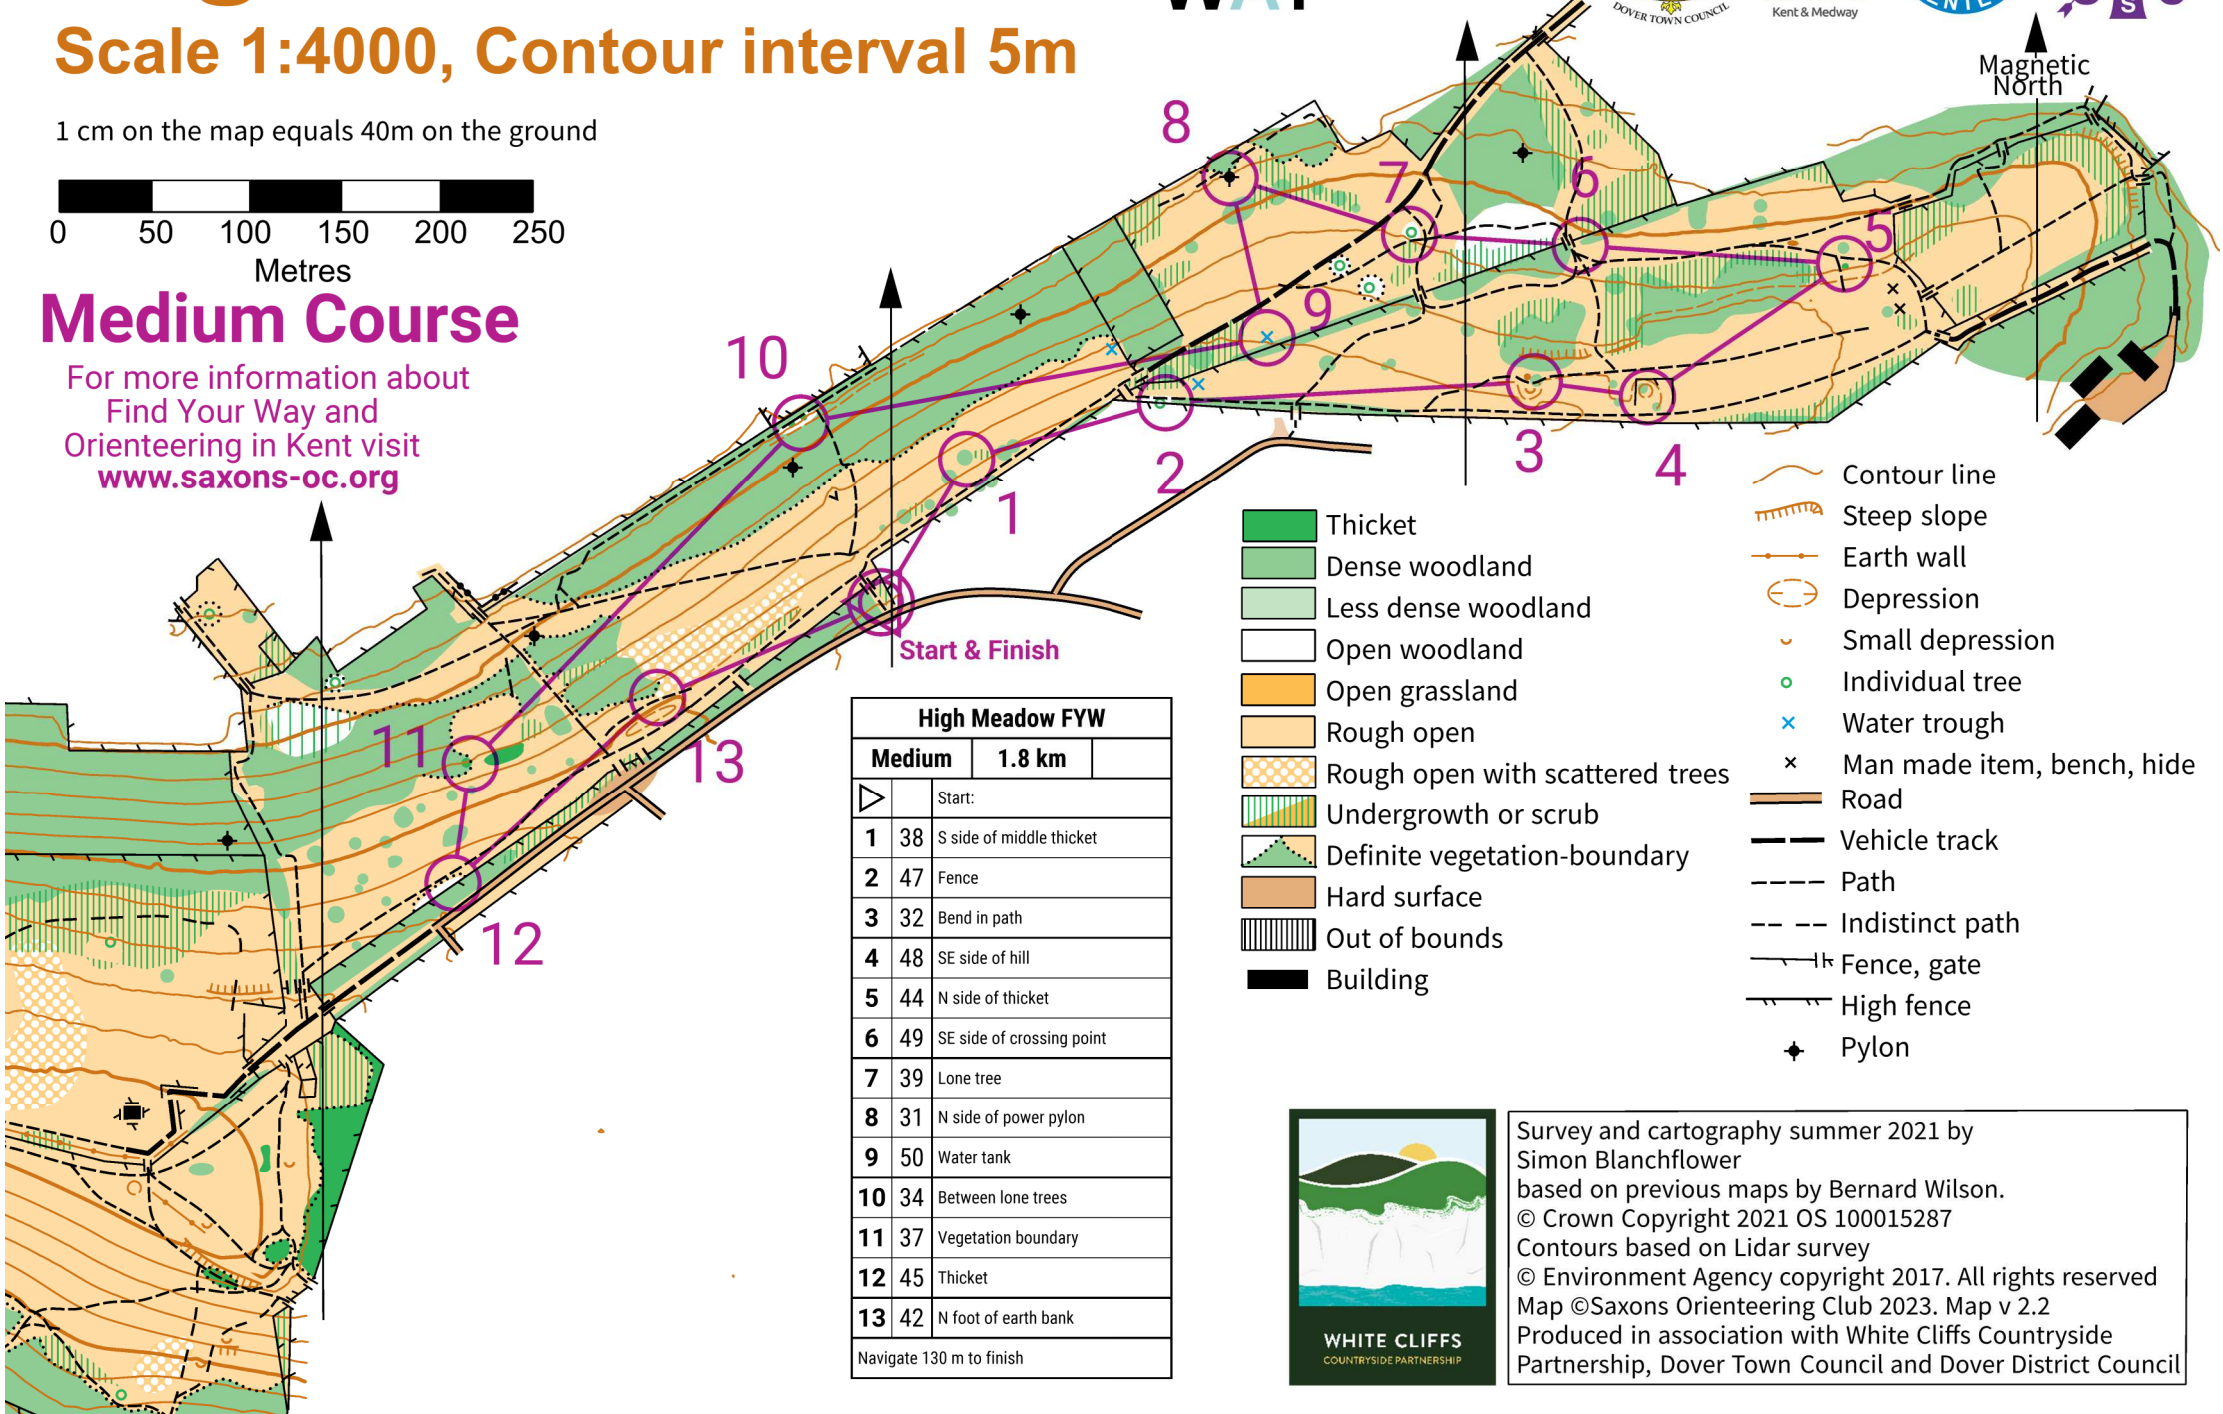 Scale 1:4000, Contour interval 5m
DOVER TOWN COUNCIL
Kent & Medway
S
1 cm on the map equals 40m on the ground
0 50 100 150 200 250
Metres
Medium Course
For more information about
Find Your Way and
Orienteering in Kent visit
www.saxons-oc.org
Magnetic
North
8
7
6
5
9
10
3
4
2
1
Start & Finish
11
13
12
High Meadow FYW
Medium 1.8 km
Start:
1 38 S side of middle thicket
2 47 Fence
3 32 Bend in path
4 48 SE side of hill
5 44 N side of thicket
6 49 SE side of crossing point
7 39 Lone tree
8 31 N side of power pylon
9 50 Water tank
10 34 Between lone trees
11 37 Vegetation boundary
12 45 Thicket
13 42 N foot of earth bank
Navigate 130 m to finish
Thicket
Dense woodland
Less dense woodland
Open woodland
Open grassland
Rough open
Rough open with scattered trees
Undergrowth or scrub
Definite vegetation-boundary
Hard surface
Out of bounds
Building
Contour line
Steep slope
Earth wall
Depression
Small depression
Individual tree
Water trough
Man made item, bench, hide
Road
Vehicle track
Path
Indistinct path
Fence, gate
High fence
Pylon
WHITE CLIFFS
COUNTRYSIDE PARTNERSHIP
Survey and cartography summer 2021 by
Simon Blanchflower
based on previous maps by Bernard Wilson.
© Crown Copyright 2021 OS 100015287
Contours based on Lidar survey
© Environment Agency copyright 2017. All rights reserved
Map ©Saxons Orienteering Club 2023. Map v 2.2
Produced in association with White Cliffs Countryside
Partnership, Dover Town Council and Dover District Council